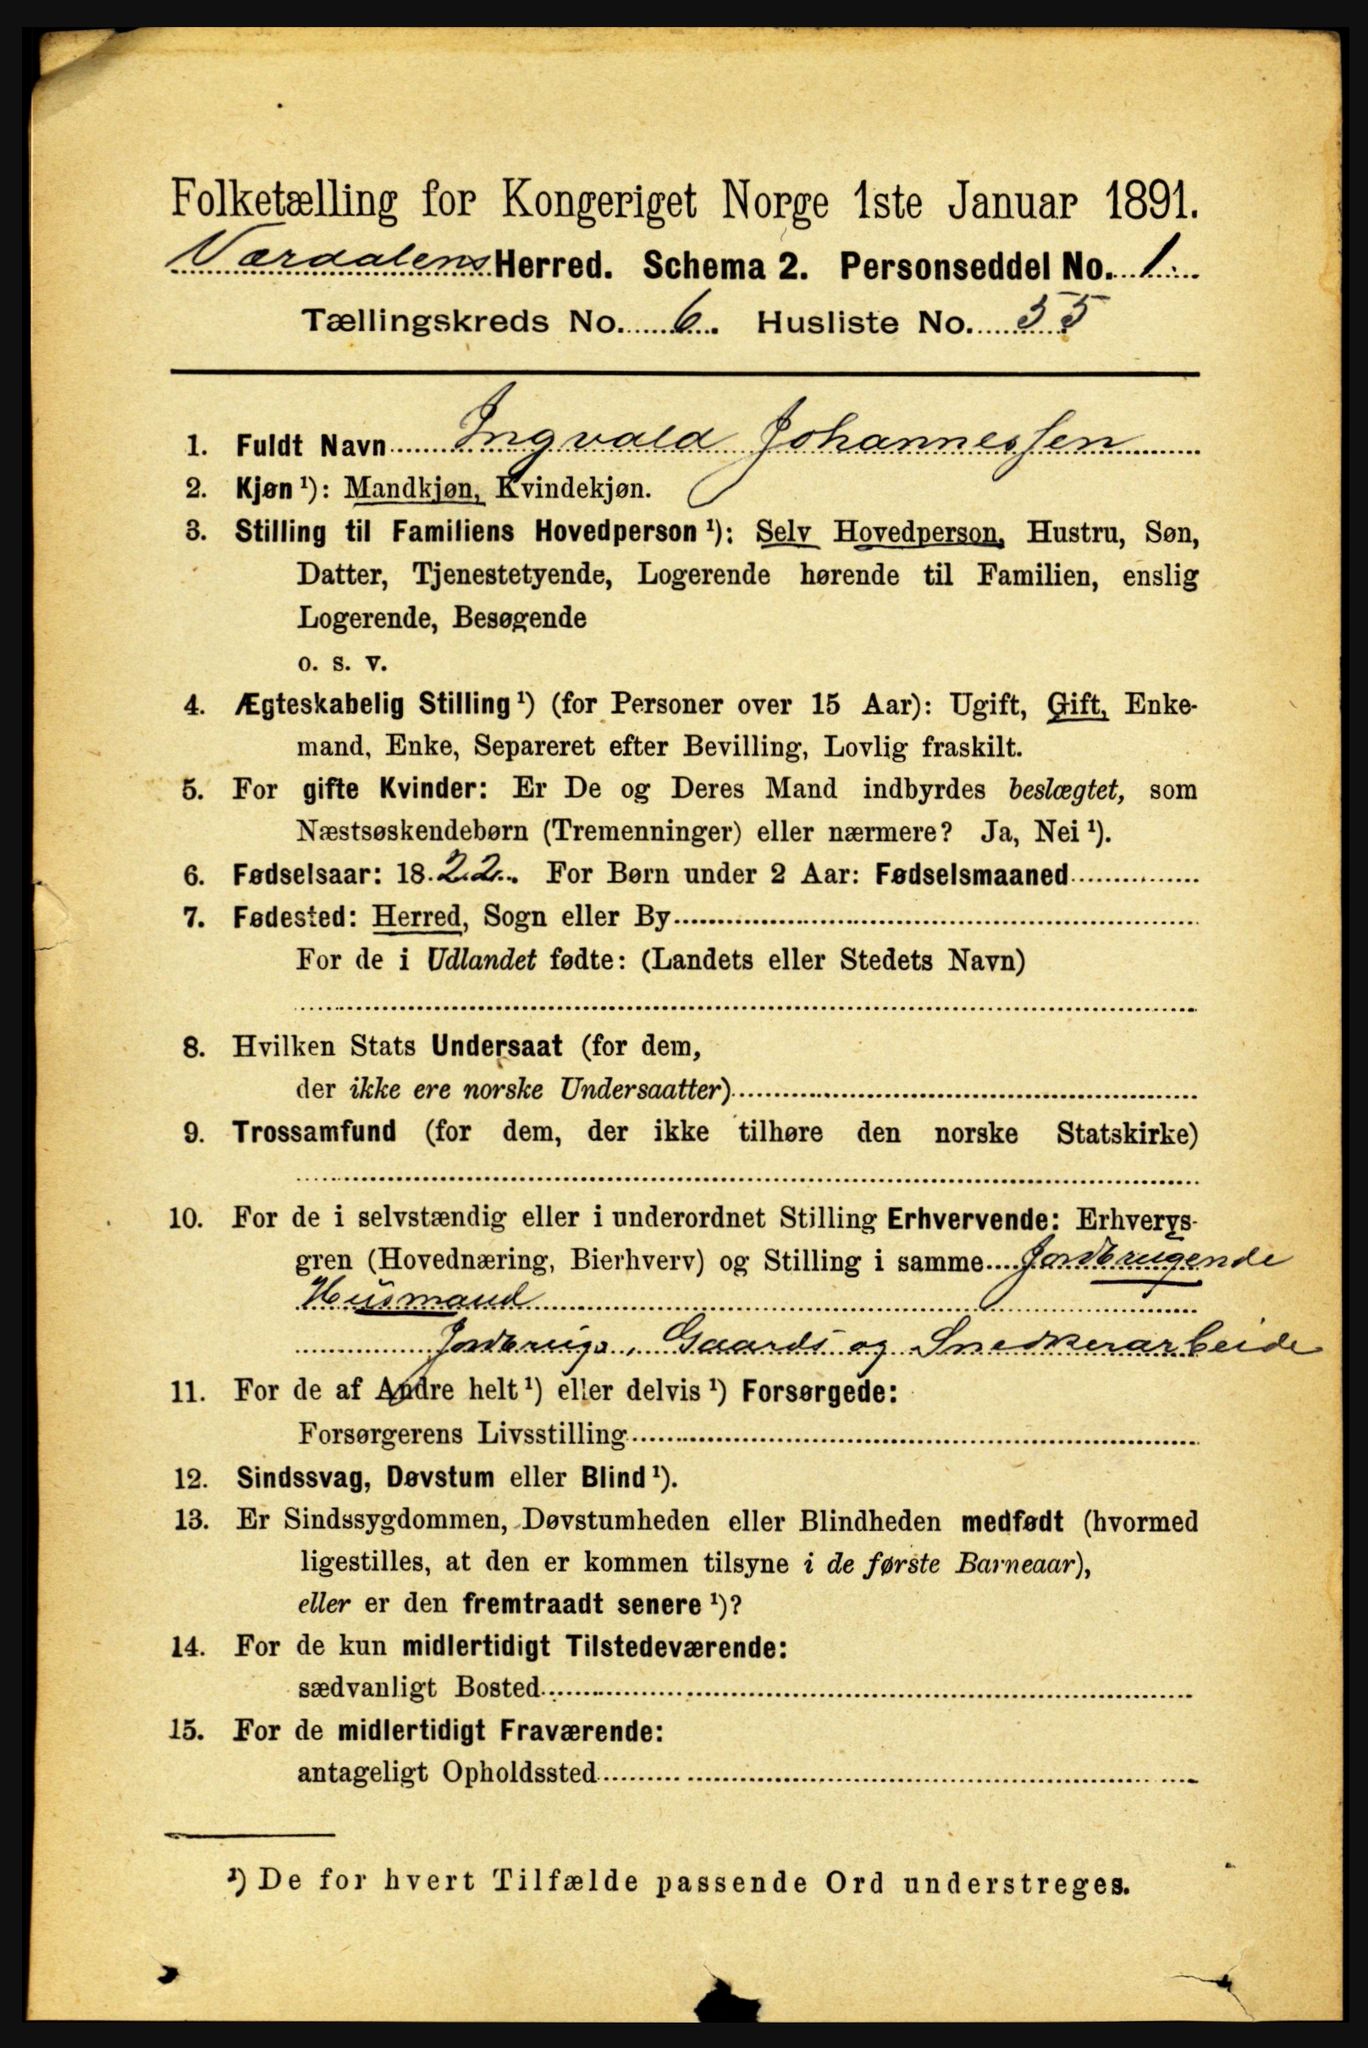 Folketælling for Kongeriget Norge 1ste Januar 1891.
Værdalens Herred. Schema 2. Personseddel No. 1.
Tællingskreds No. 6. Husliste No. 55
1. Fuldt Navn Ingvald Johannessen
2. Kjøn ¹): Mandkjøn, Kvindekjøn.
3. Stilling til Familiens Hovedperson ¹): Selv Hovedperson, Hustru, Søn,
Datter, Tjenestetyende, Logerende hørende til Familien, enslig
Logerende, Besøgende
o. s. v.
4. Ægteskabelig Stilling ¹) (for Personer over 15 Aar): Ugift, Gift, Enke-
mand, Enke, Separeret efter Bevilling, Lovlig fraskilt.
5. For gifte Kvinder: Er De og Deres Mand indbyrdes beslægtet, som
Næstsøskendebørn (Tremenninger) eller nærmere? Ja, Nei ¹).
6. Fødselsaar: 1822. For Børn under 2 Aar: Fødselsmaaned
7. Fødested: Herred, Sogn eller By
For de i Udlandet fødte: (Landets eller Stedets Navn)
8. Hvilken Stats Undersaat (for dem,
der ikke ere norske Undersaatter)
9. Trossamfund (for dem, der ikke tilhøre den norske Statskirke)
10. For de i selvstændig eller i underordnet Stilling Erhvervende: Erhvervs-
gren (Hovednæring, Bierhverv) og Stilling i samme Jordbrugende
Husmand
Jordbrugs, Gaards og Snedkerarbeide
11. For de af Andre helt ¹) eller delvis ¹) Forsørgede:
Forsørgerens Livsstilling
12. Sindssvag, Døvstum eller Blind ¹).
13. Er Sindssygdommen, Døvstumheden eller Blindheden medfødt (hvormed
ligestilles, at den er kommen tilsyne i de første Barneaar),
eller er den fremtraadt senere ¹)?
14. For de kun midlertidigt Tilstedeværende:
sædvanligt Bosted
15. For de midlertidigt Fraværende:
antageligt Opholdssted
¹) De for hvert Tilfælde passende Ord understreges.